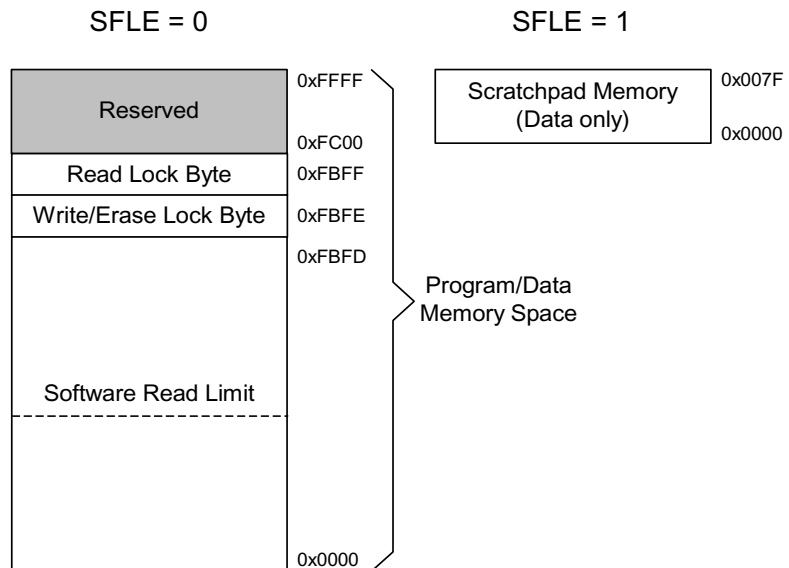 SFLE = 0
SFLE = 1
Reserved
0xFFFF
0xFC00
Read Lock Byte
0xFBFF
Write/Erase Lock Byte
0xFBFE
0xFBFD
Software Read Limit
0x0000
Program/Data
Memory Space
Scratchpad Memory
(Data only)
0x007F
0x0000